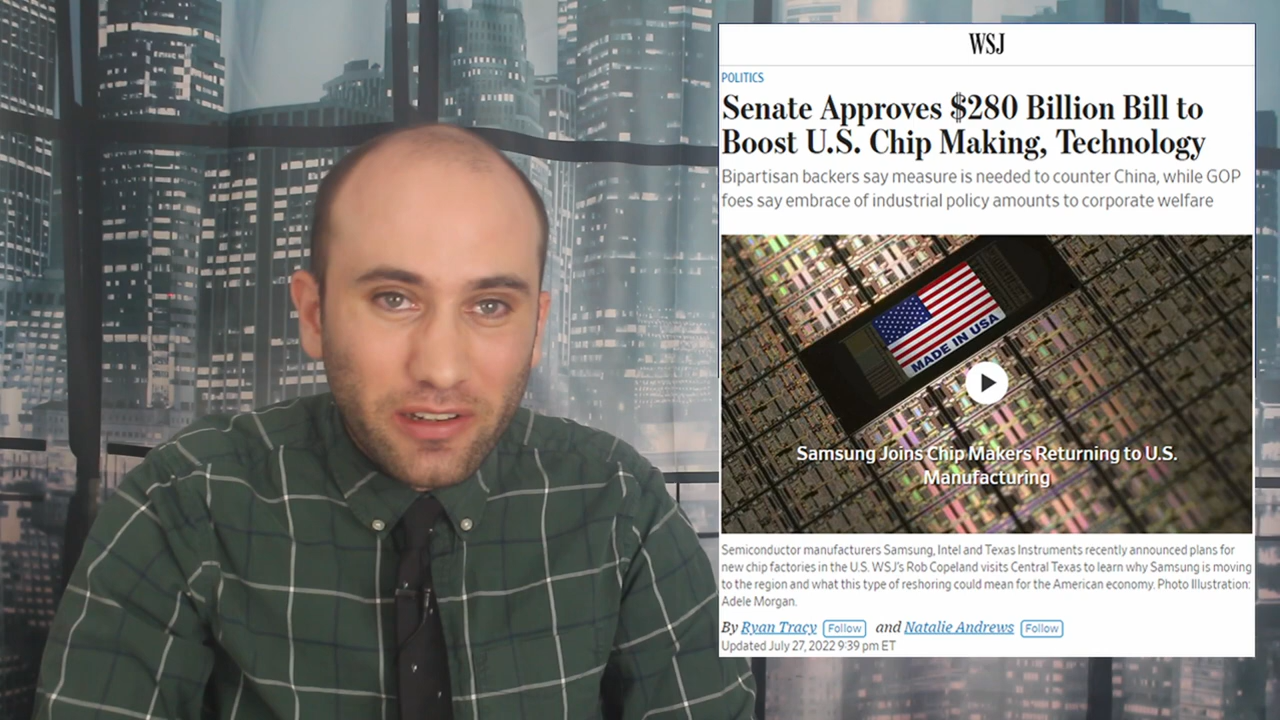 WSJ
POLITICS
Senate Approves $280 Billion Bill to
Boost U.S. Chip Making, Technology
Bipartisan backers say measure is needed to counter China, while GOP
foes say embrace of industrial policy amounts to corporate welfare
MADE IN USA
Samsung Joins Chip Makers Returning to U.S.
Manufacturing
Semiconductor manufacturers Samsung, Intel and Texas Instruments recently announced plans for
new chip factories in the U.S. WSJ's Rob Copeland visits Central Texas to learn why Samsung is moving
to the region and what this type of reshoring could mean for the American economy. Photo Illustration:
Adele Morgan.
By Ryan Tracy Follow and Natalie Andrews Follow
Updated July 27, 2022 9:39 pm ET